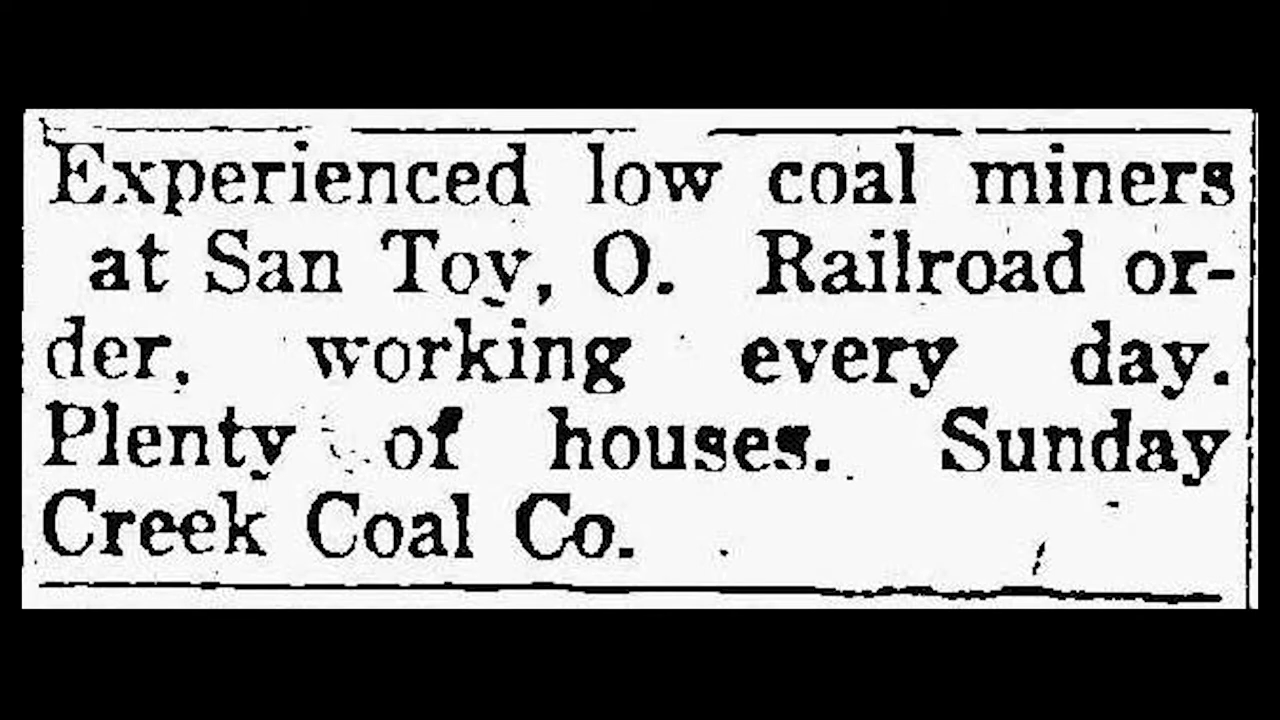 Experienced low coal miners
at San Toy, O. Railroad or-
der, working every day.
Plenty of houses. Sunday
Creek Coal Co.